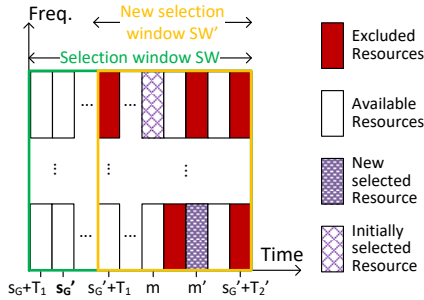 Freq.
New selection
window SW'
Selection window SW
... ...
... ...
... ...
Time
s_G+T_1 s_G' s_G'+T_1 m m' s_G'+T_2'
Excluded
Resources
Available
Resources
New
selected
Resource
Initially
selected
Resource